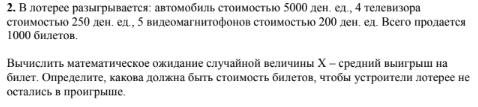 2. В лотерее разыгрывается: автомобиль стоимостью 5000 ден. ед., 4 телевизора
стоимостью 250 ден. ед., 5 видеомагнитофонов стоимостью 200 ден. ед. Всего продается
1000 билетов.
Вычислить математическое ожидание случайной величины X – средний выигрыш на
билет. Определите, какова должна быть стоимость билетов, чтобы устроители лотерее не
остались в проигрыше.